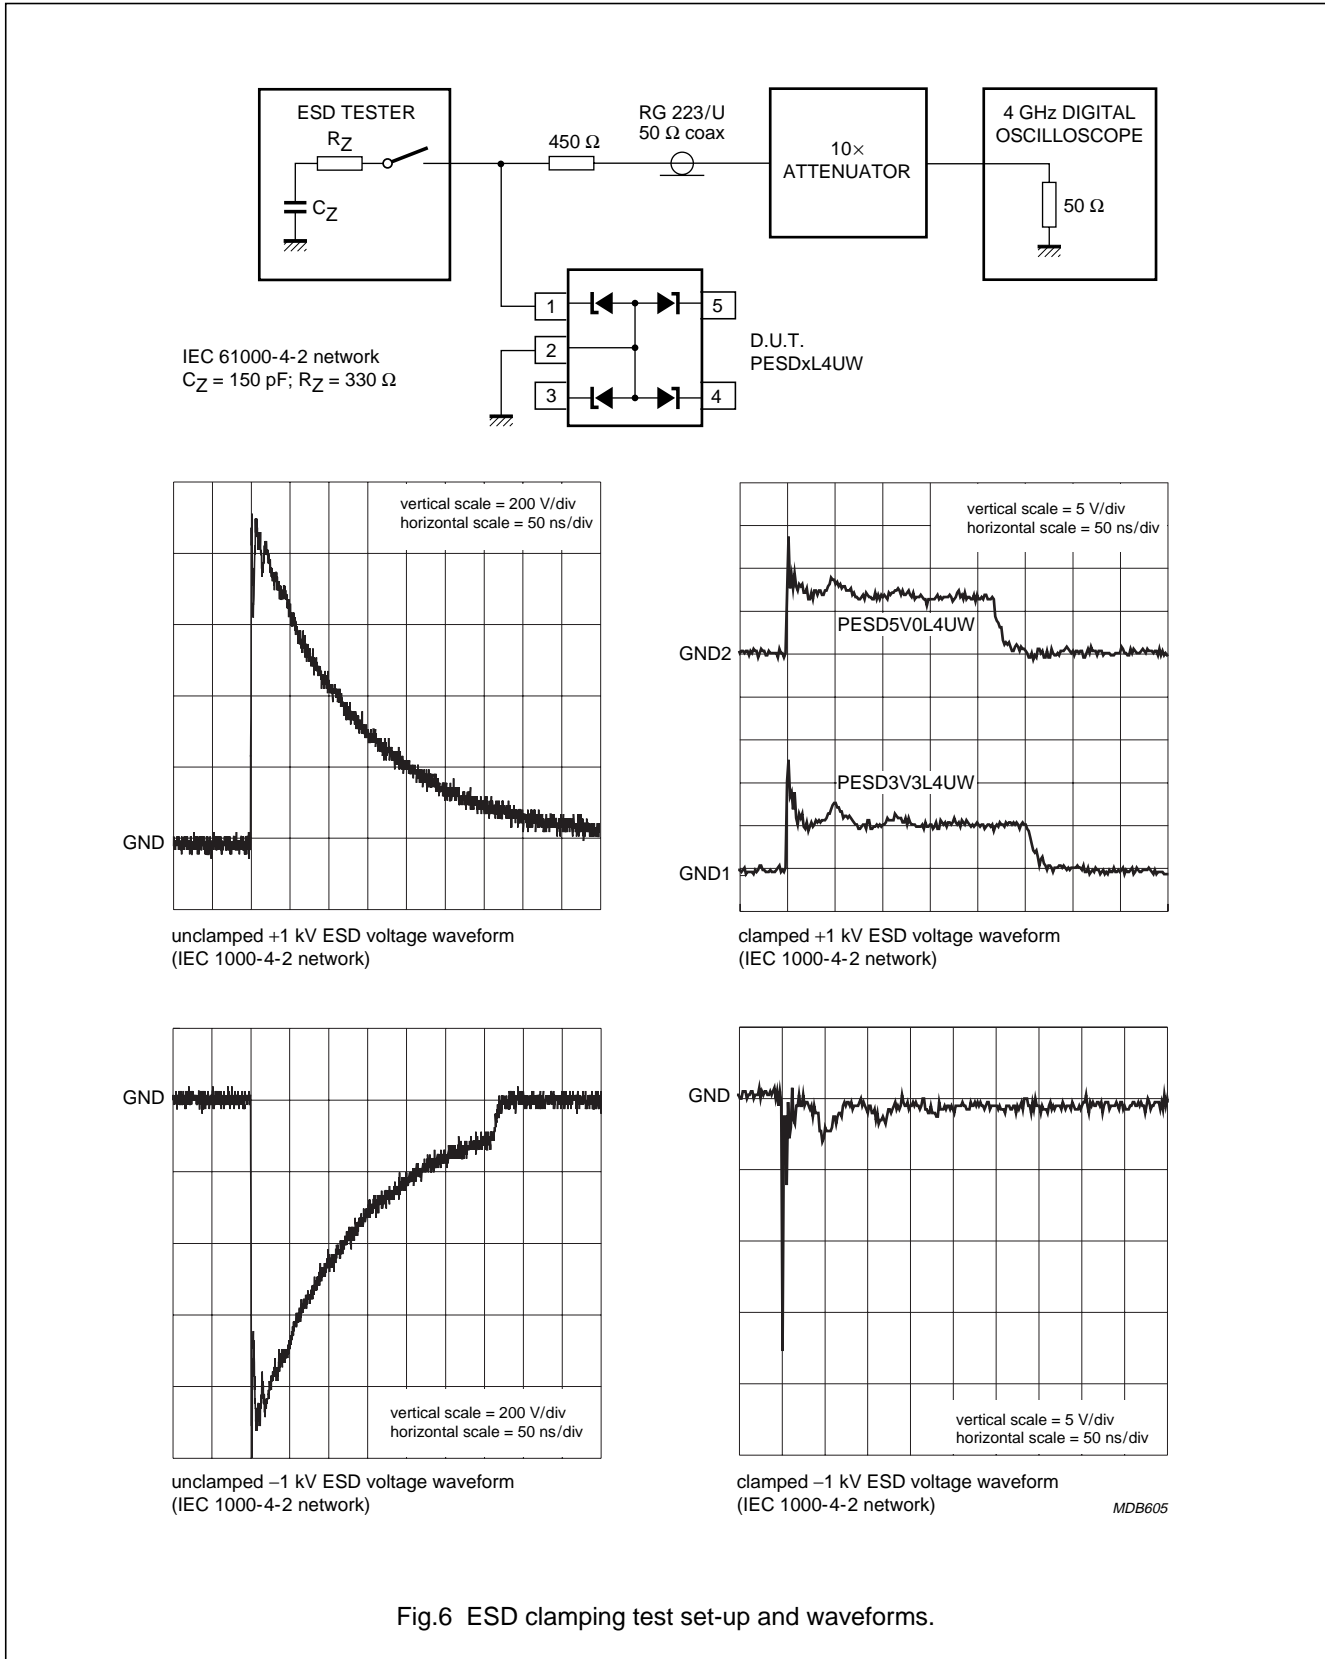 ESD TESTER
RZ
CZ
450 Ω
RG 223/U
50 Ω coax
10×
ATTENUATOR
4 GHz DIGITAL
OSCILLOSCOPE
50 Ω
1
2
3
5
4
D.U.T.
PESDxL4UW
IEC 61000-4-2 network
CZ = 150 pF; RZ = 330 Ω
vertical scale = 200 V/div
horizontal scale = 50 ns/div
GND
unclamped +1 kV ESD voltage waveform
(IEC 1000-4-2 network)
vertical scale = 5 V/div
horizontal scale = 50 ns/div
GND2
PESD5V0L4UW
PESD3V3L4UW
GND1
clamped +1 kV ESD voltage waveform
(IEC 1000-4-2 network)
GND
vertical scale = 200 V/div
horizontal scale = 50 ns/div
unclamped −1 kV ESD voltage waveform
(IEC 1000-4-2 network)
GND
vertical scale = 5 V/div
horizontal scale = 50 ns/div
clamped −1 kV ESD voltage waveform
(IEC 1000-4-2 network)
MDB605
Fig.6 ESD clamping test set-up and waveforms.